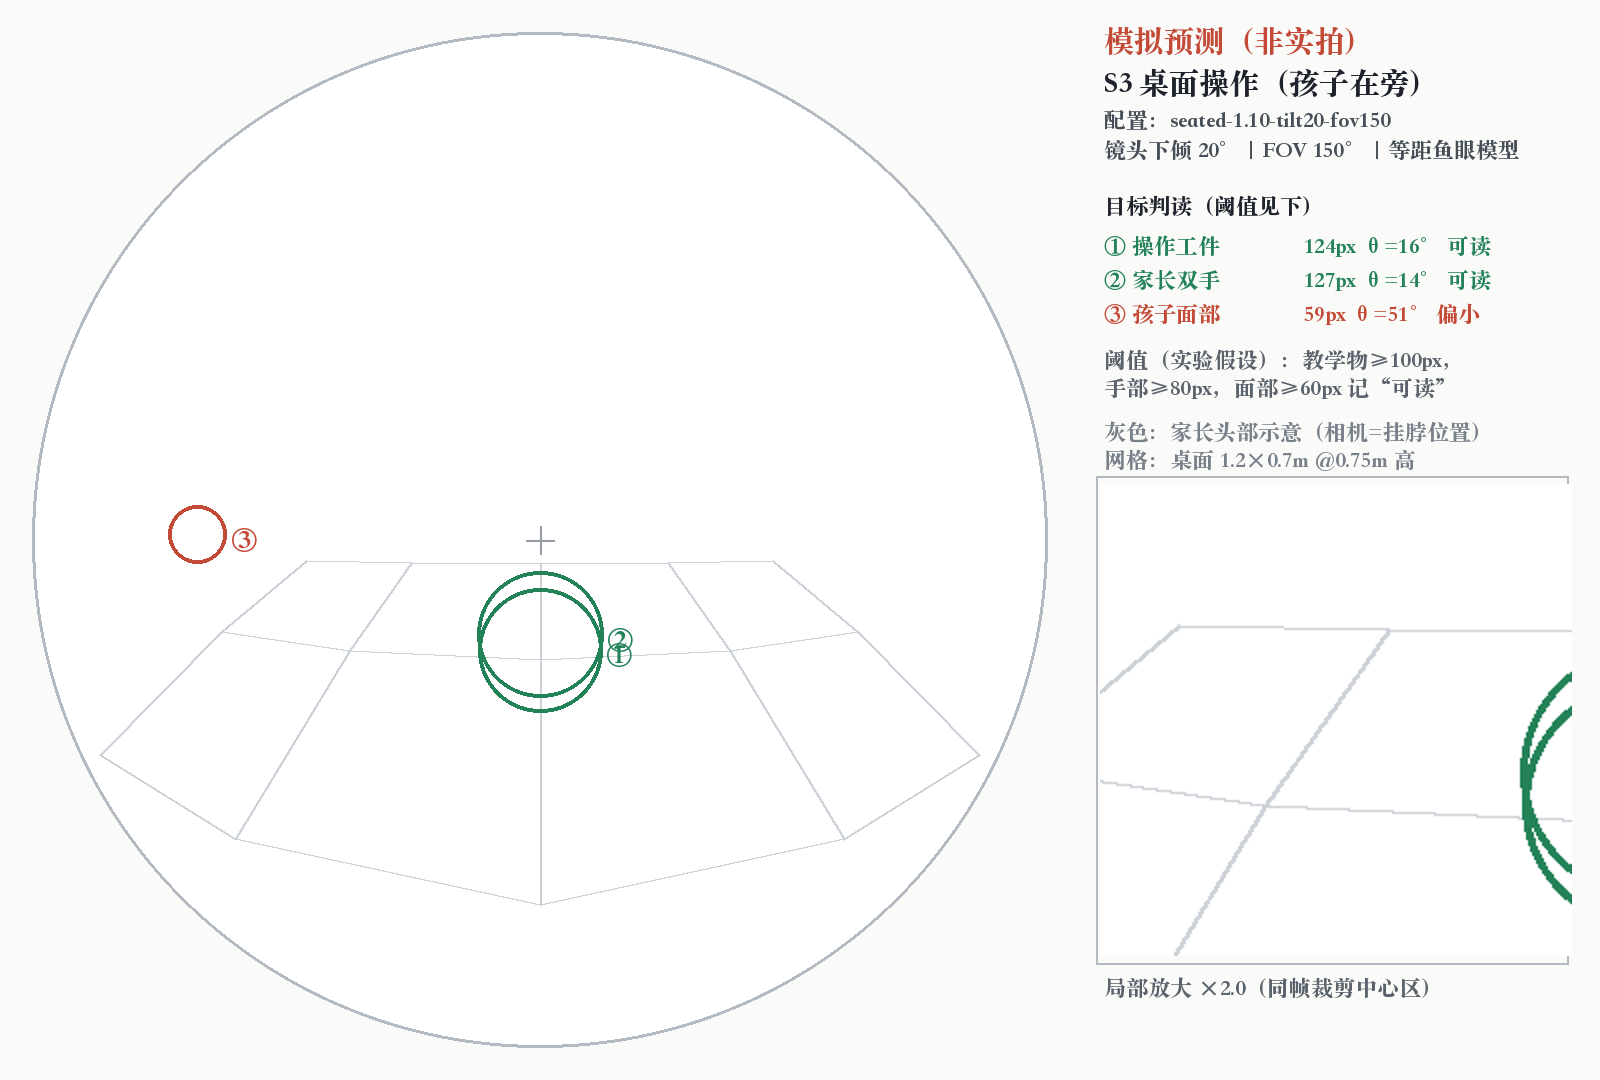 模拟预测（非实拍）
S3 桌面操作（孩子在旁）
配置：seated-1.10-tilt20-fov150
镜头下倾 20° | FOV 150° | 等距鱼眼模型
目标判读（阈值见下）
① 操作工件 124px θ=16° 可读
② 家长双手 127px θ=14° 可读
③ 孩子面部 59px θ=51° 偏小
阈值（实验假设）：教学物≥100px，
手部≥80px，面部≥60px 记“可读”
灰色：家长头部示意（相机=挂脖位置）
网格：桌面 1.2×0.7m @0.75m 高
③
②
①
局部放大 ×2.0（同帧裁剪中心区）